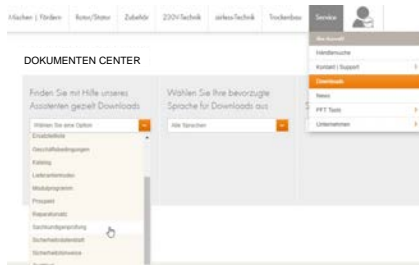 Mischen | Fördern Rotor/Stator Zubehör 230V-Technik airless-Technik Trockenbau Service
Händlersuche
Kontakt | Support
Downloads
News
PFT Tools
Unternehmen
DOKUMENTEN CENTER
Finden Sie mit Hilfe unseres
Assistenten gezielt Downloads
Wählen Sie Ihre bevorzugte
Sprache für Downloads aus
Wählen Sie eine Option
Alle Sprachen
Ersatzteilliste
Geschäftsbedingungen
Katalog
Lieferantenvideo
Modulprogramm
Prospekt
Reparatursatz
Sachkundigenprüfung
Sicherheitsdatenblatt
Sicherheitshinweise